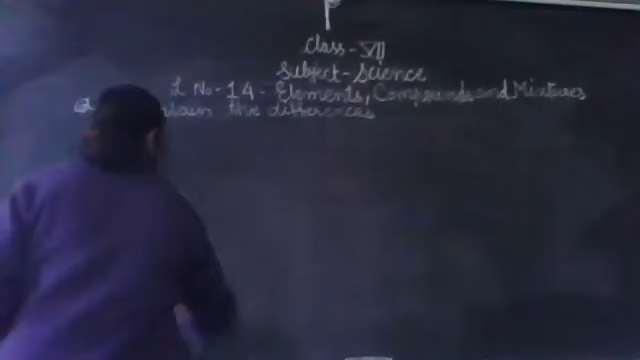 Class-VII
Subject-Science
L No-14- Elements, Compounds and Mixtures
the differences